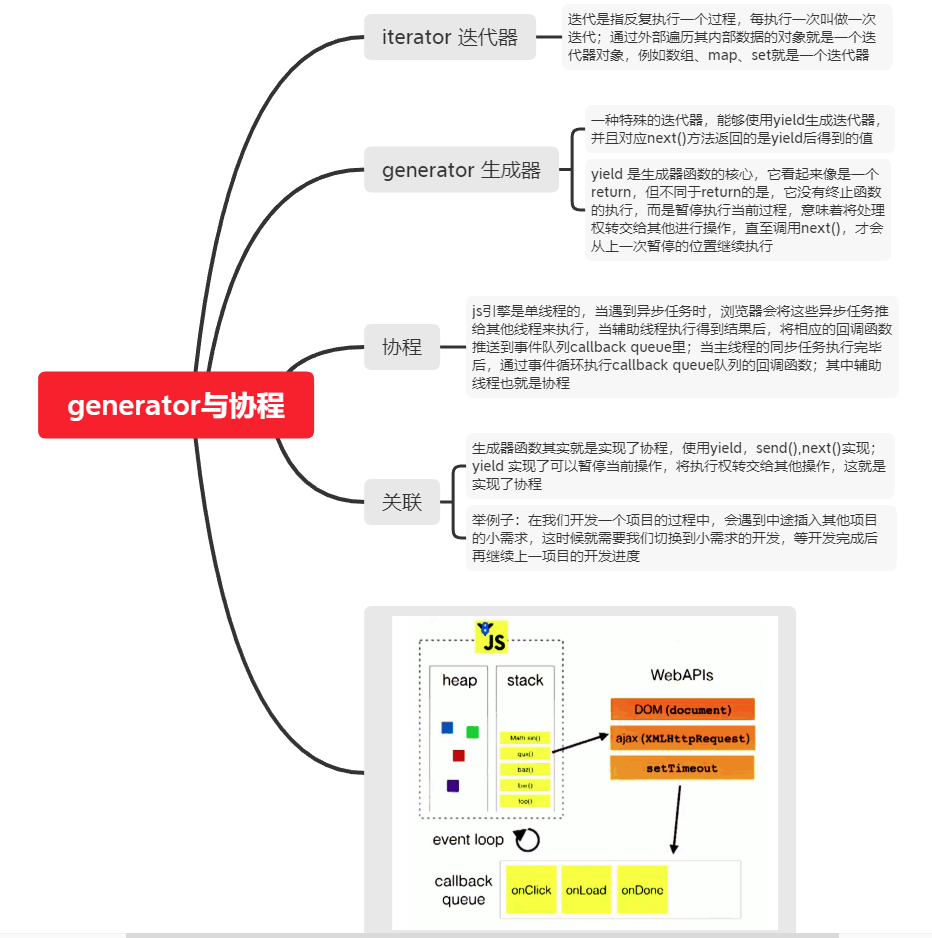 iterator 迭代器
迭代是指反复执行一个过程，每执行一次叫做一次
迭代；通过外部遍历其内部数据的对象就是一个迭
代器对象，例如数组、map、set就是一个迭代器
generator 生成器
一种特殊的迭代器，能够使用yield生成迭代器，
并且对应next()方法返回的是yield后得到的值
yield 是生成器函数的核心，它看起来像是一个
return，但不同于return的是，它没有终止函数
的执行，而是暂停执行当前过程，意味着将处理
权转交给其他进行操作，直至调用next()，才会
从上一次暂停的位置继续执行
协程
js引擎是单线程的，当遇到异步任务时，浏览器会将这些异步任务推
给其他线程来执行，当辅助线程执行得到结果后，将相应的回调函数
推送到事件队列callback queue里；当主线程的同步任务执行完毕
后，通过事件循环执行callback queue队列的回调函数；其中辅助
线程也就是协程
generator与协程
关联
生成器函数其实就是实现了协程，使用yield，send(),next()实现；
yield 实现了可以暂停当前操作，将执行权转交给其他操作，这就是
实现了协程
举例子：在我们开发一个项目的过程中，会遇到中途插入其他项目
的小需求，这时候就需要我们切换到小需求的开发，等开发完成后
再继续上一项目的开发进度
JS
heap
stack
Math.sin()
qux()
baz()
bar()
foo()
WebAPIs
DOM (document)
ajax (XMLHttpRequest)
setTimeout
event loop
callback
queue
onClick
onLoad
onDone